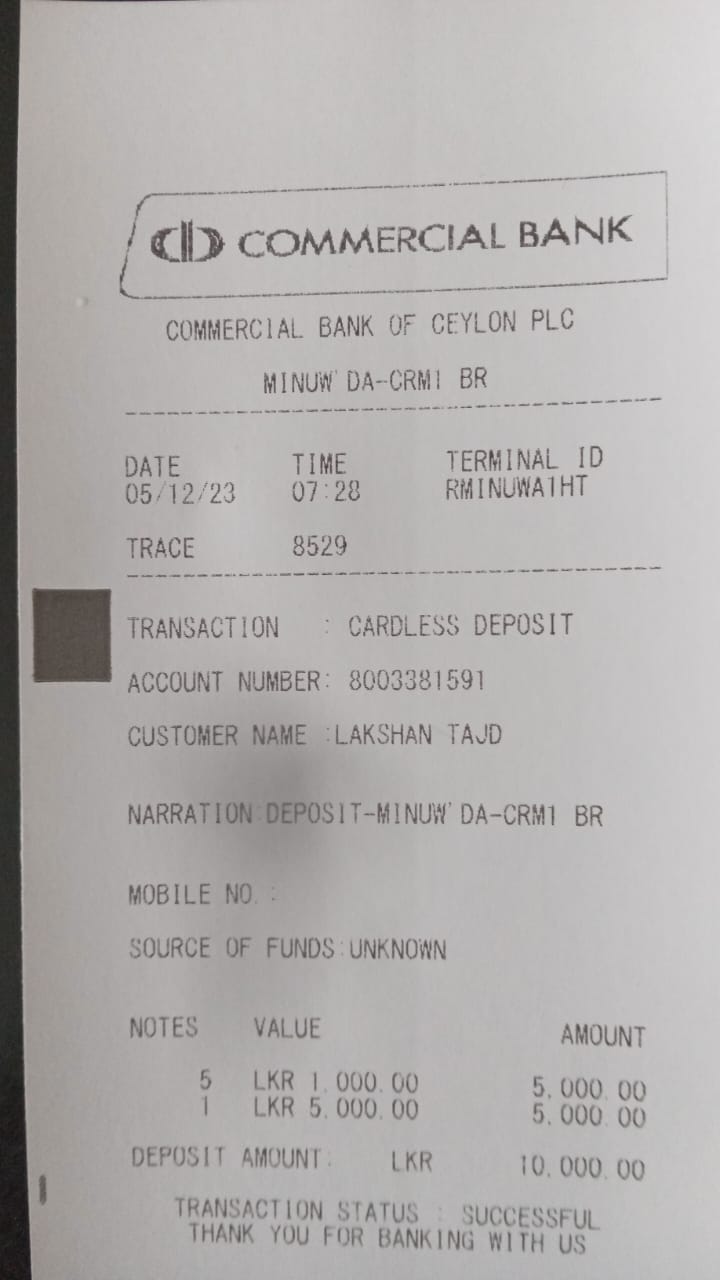 COMMERCIAL BANK
COMMERCIAL BANK OF CEYLON PLC
MINUW'DA-CRM1 BR
DATE TIME TERMINAL ID
05/12/23 07:28 RMINUWA1HT
TRACE 8529
TRANSACTION : CARDLESS DEPOSIT
ACCOUNT NUMBER: 8003381591
CUSTOMER NAME :LAKSHAN TAJD
NARRATION:DEPOSIT-MINUW'DA-CRM1 BR
MOBILE NO. :
SOURCE OF FUNDS:UNKNOWN
NOTES VALUE AMOUNT
5 LKR 1,000.00 5,000.00
1 LKR 5,000.00 5,000.00
DEPOSIT AMOUNT: LKR 10,000.00
TRANSACTION STATUS : SUCCESSFUL
THANK YOU FOR BANKING WITH US